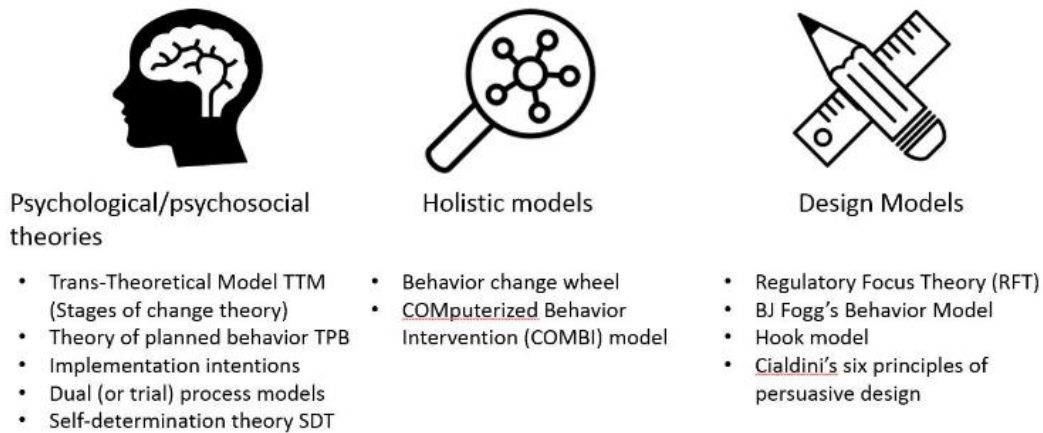 Psychological/psychosocial
theories
• Trans-Theoretical Model TTM
(Stages of change theory)
• Theory of planned behavior TPB
• Implementation intentions
• Dual (or trial) process models
• Self-determination theory SDT
Holistic models
• Behavior change wheel
• COMputerized Behavior
Intervention (COMBI) model
Design Models
• Regulatory Focus Theory (RFT)
• BJ Fogg's Behavior Model
• Hook model
• Cialdini's six principles of
persuasive design